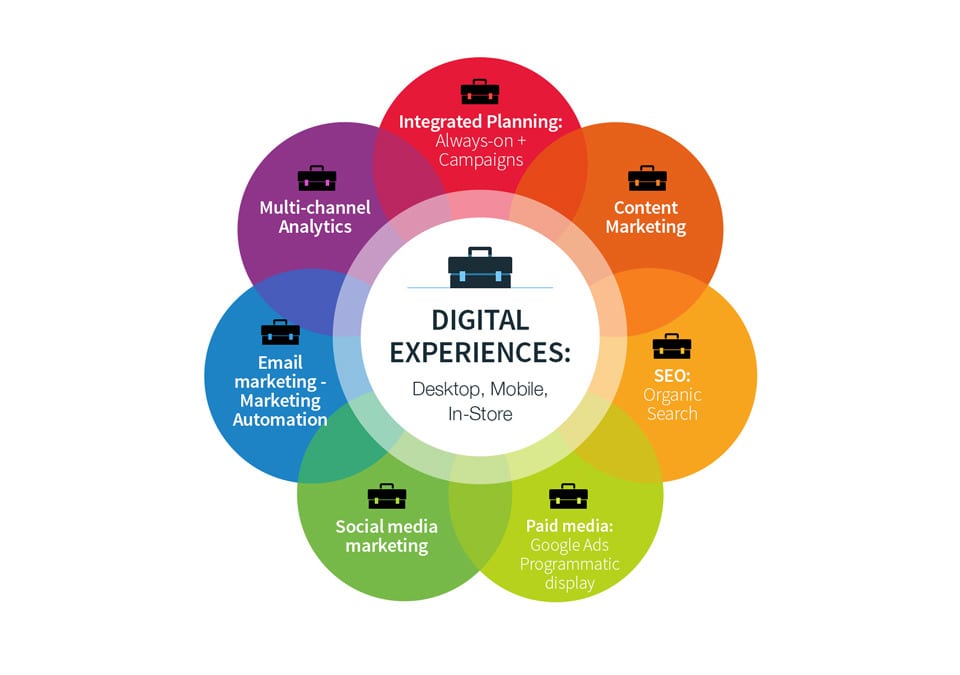 Integrated Planning:
Always-on +
Campaigns
Content
Marketing
SEO:
Organic
Search
Paid media:
Google Ads
Programmatic
display
Social media
marketing
Email
marketing -
Marketing
Automation
Multi-channel
Analytics
DIGITAL
EXPERIENCES:
Desktop, Mobile,
In-Store